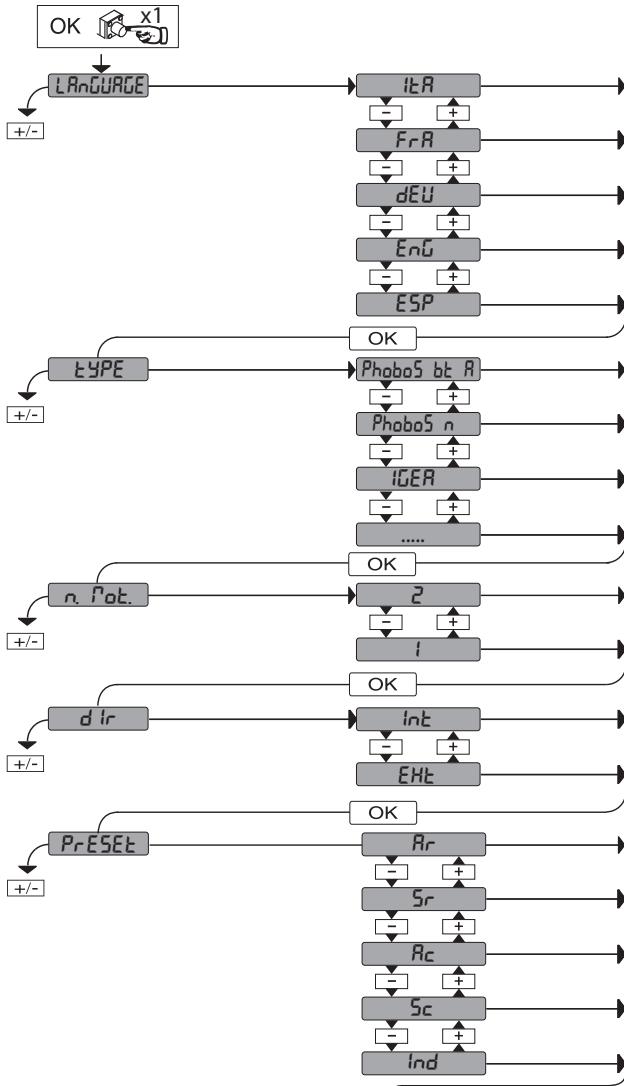 OK x1
LAnGUAGE ItA
+/- - +
FrA
- +
dEU
- +
EnG
- +
ESP
OK
tYPE PhoboS bt A
+/- - +
PhoboS n
- +
IGEA
- +
.....
OK
n. Mot. 2
+/- - +
1
OK
dIr Int
+/- - +
EHt
OK
PrESEt Ar
+/- - +
Sr
- +
Ac
- +
Sc
- +
Ind